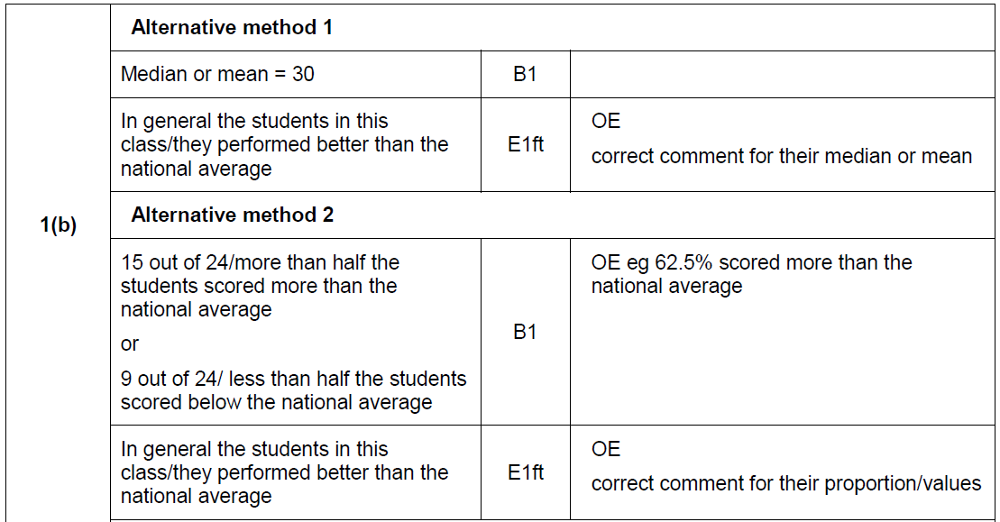 Alternative method 1
Median or mean = 30
B1
In general the students in this
class/they performed better than the
national average
E1ft
OE
correct comment for their median or mean
1(b)
Alternative method 2
15 out of 24/more than half the
students scored more than the
national average
or
9 out of 24/ less than half the students
scored below the national average
B1
OE eg 62.5% scored more than the
national average
In general the students in this
class/they performed better than the
national average
E1ft
OE
correct comment for their proportion/values